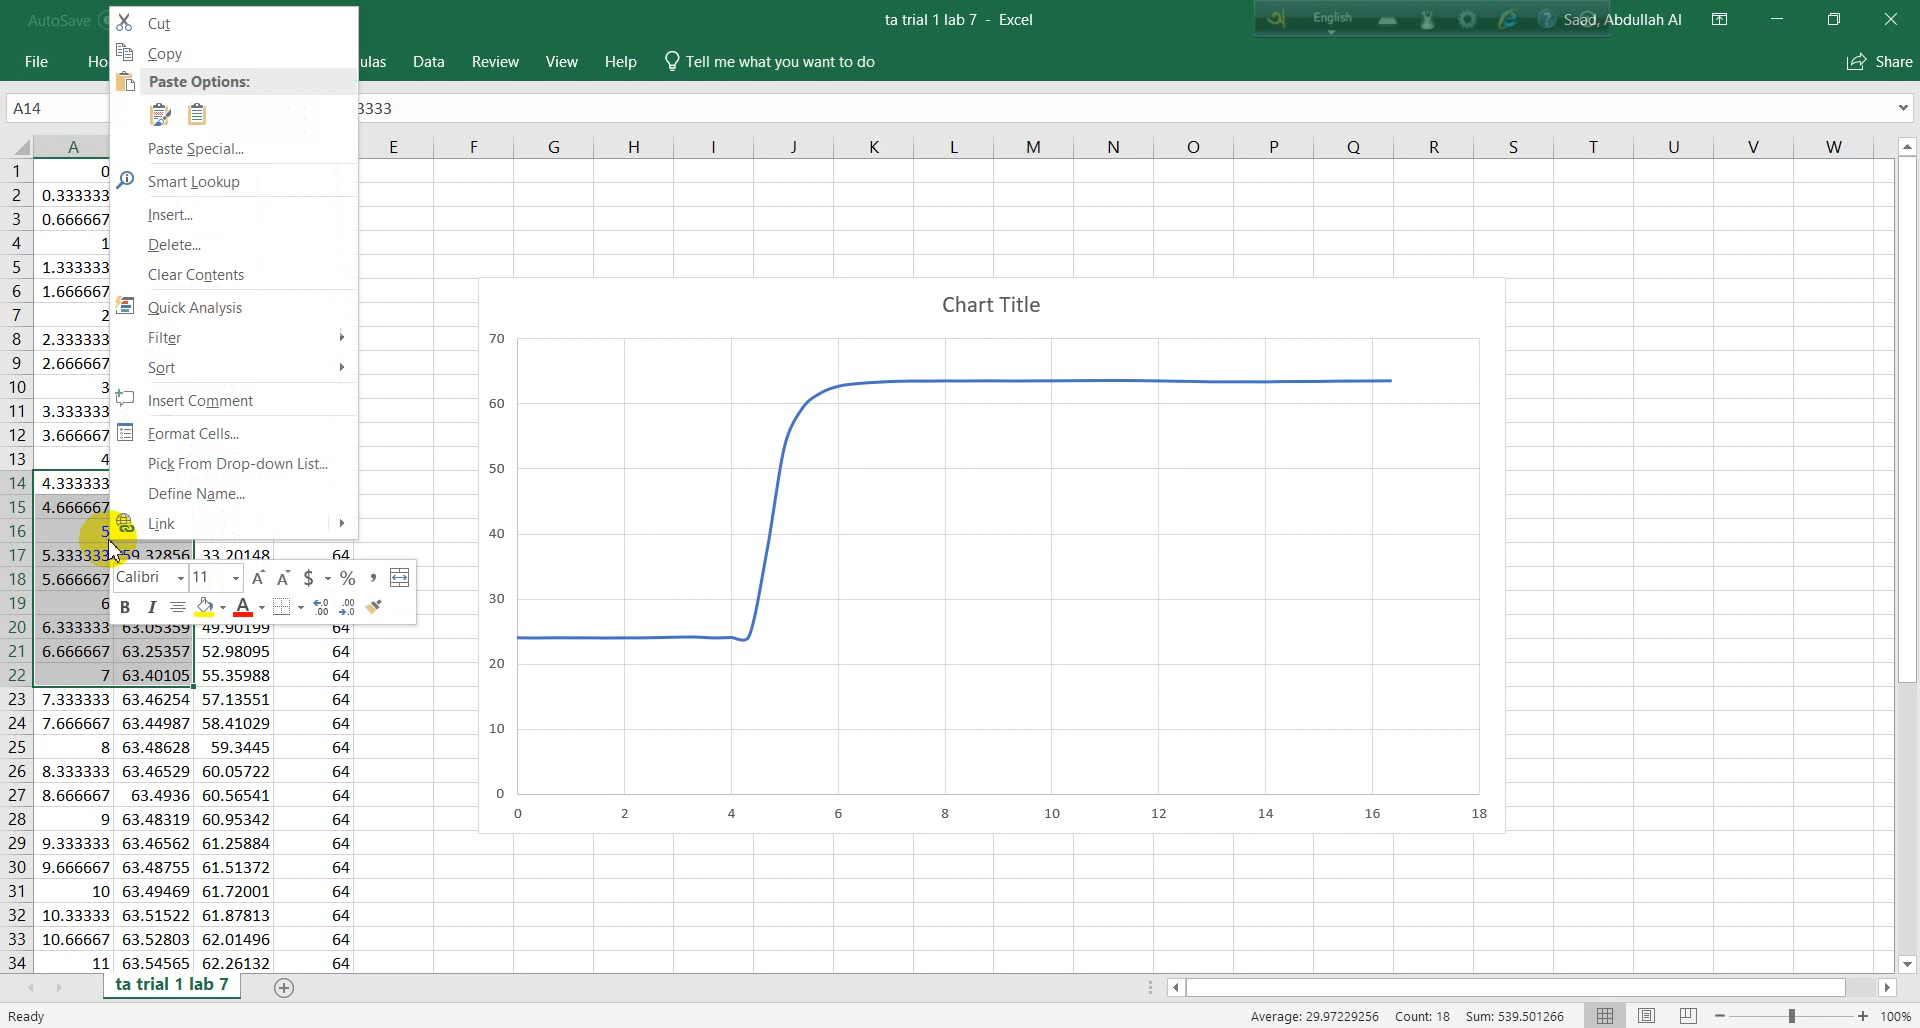 AutoSave
ta trial 1 lab 7 - Excel
English
Saad, Abdullah Al
File
Ho
ulas
Data
Review
View
Help
Tell me what you want to do
Share
A14
3333
Cut
Copy
Paste Options:
Paste Special...
Smart Lookup
Insert...
Delete...
Clear Contents
Quick Analysis
Filter
Sort
Insert Comment
Format Cells...
Pick From Drop-down List...
Define Name...
Link
Calibri 11 A A $ % ,
B I A
A E F G H I J K L M N O P Q R S T U V W
1 0
2 0.333333
3 0.666667
4 1
5 1.333333
6 1.666667
7 2
8 2.333333
9 2.666667
10 3
11 3.333333
12 3.666667
13 4
14 4.333333
15 4.666667
16 5
17 5.333333 59.32856 33.20148 64
18 5.666667
19 6
20 6.333333 63.05359 49.90199 64
21 6.666667 63.25357 52.98095 64
22 7 63.40105 55.35988 64
23 7.333333 63.46254 57.13551 64
24 7.666667 63.44987 58.41029 64
25 8 63.48628 59.3445 64
26 8.333333 63.46529 60.05722 64
27 8.666667 63.4936 60.56541 64
28 9 63.48319 60.95342 64
29 9.333333 63.46562 61.25884 64
30 9.666667 63.48755 61.51372 64
31 10 63.49469 61.72001 64
32 10.33333 63.51522 61.87813 64
33 10.66667 63.52803 62.01496 64
34 11 63.54565 62.26132 64
Chart Title
70
60
50
40
30
20
10
0
0 2 4 6 8 10 12 14 16 18
ta trial 1 lab 7
Ready
Average: 29.97229256 Count: 18 Sum: 539.501266
100%